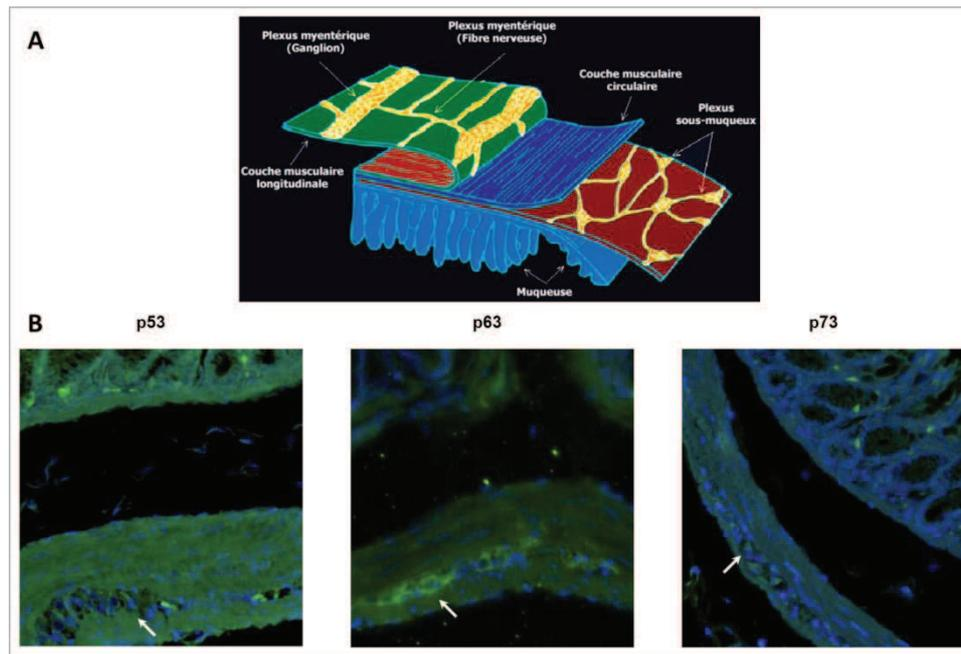 A
Plexus myentérique
(Ganglion)
Plexus myentérique
(Fibre nerveuse)
Couche musculaire
circulaire
Plexus
sous-muqueux
Couche musculaire
longitudinale
Muqueuse
B
p53
p63
p73